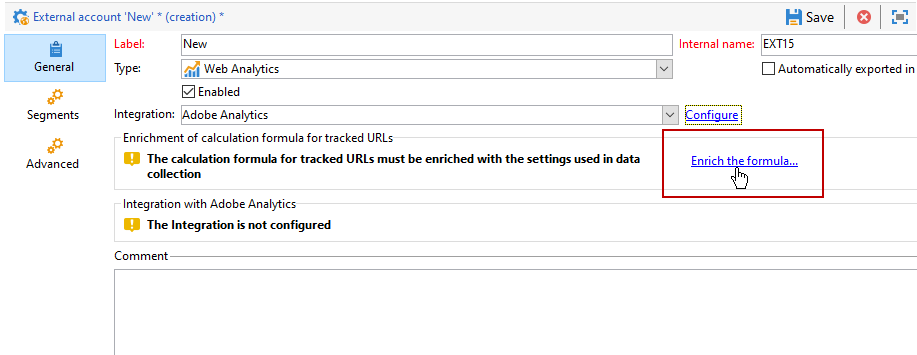 External account 'New' * (creation) *
Save
General
Segments
Advanced
Label: New
Internal name: EXT15
Type: Web Analytics
Automatically exported in
Enabled
Integration: Adobe Analytics
Configure
Enrichment of calculation formula for tracked URLs
The calculation formula for tracked URLs must be enriched with the settings used in data
collection
Enrich the formula...
Integration with Adobe Analytics
The Integration is not configured
Comment